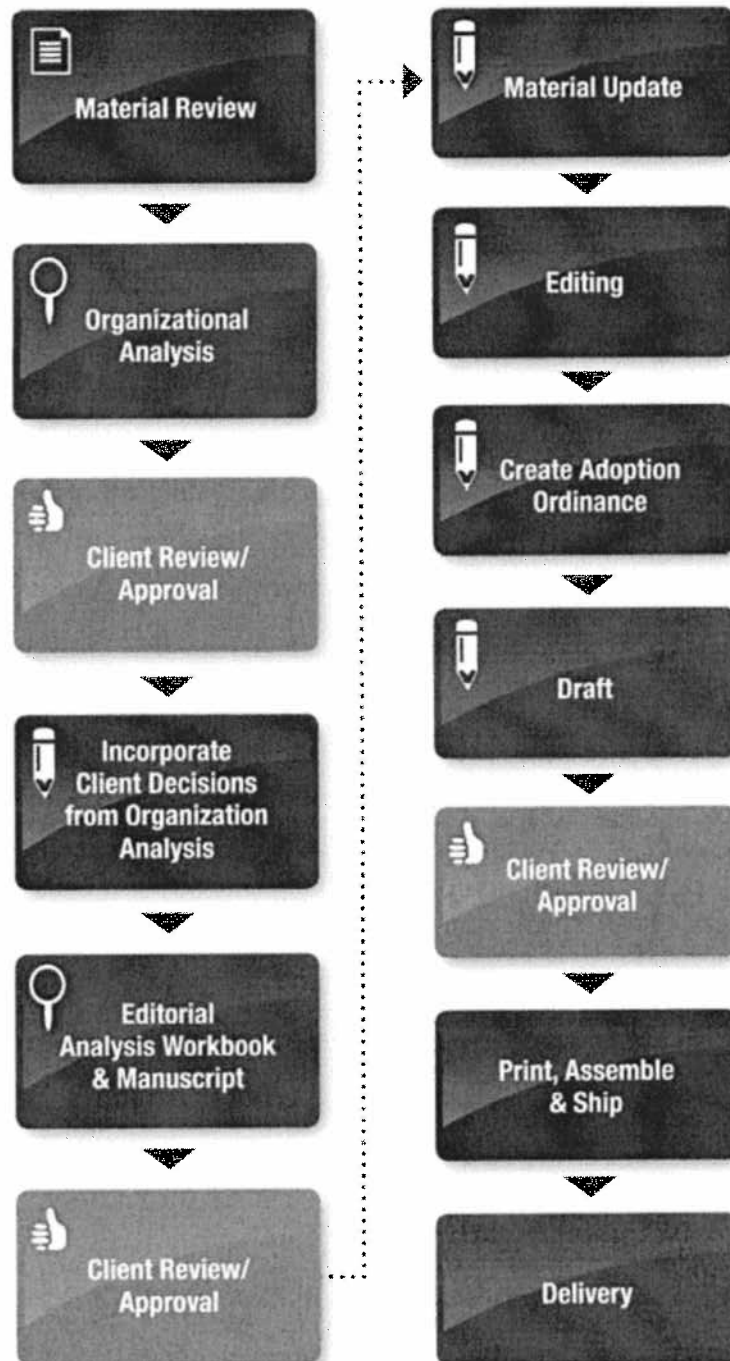 Material Review
Organizational
Analysis
Client Review/
Approval
Incorporate
Client Decisions
from Organization
Analysis
Editorial
Analysis Workbook
& Manuscript
Client Review/
Approval
Material Update
Editing
Create Adoption
Ordinance
Draft
Client Review/
Approval
Print, Assemble
& Ship
Delivery